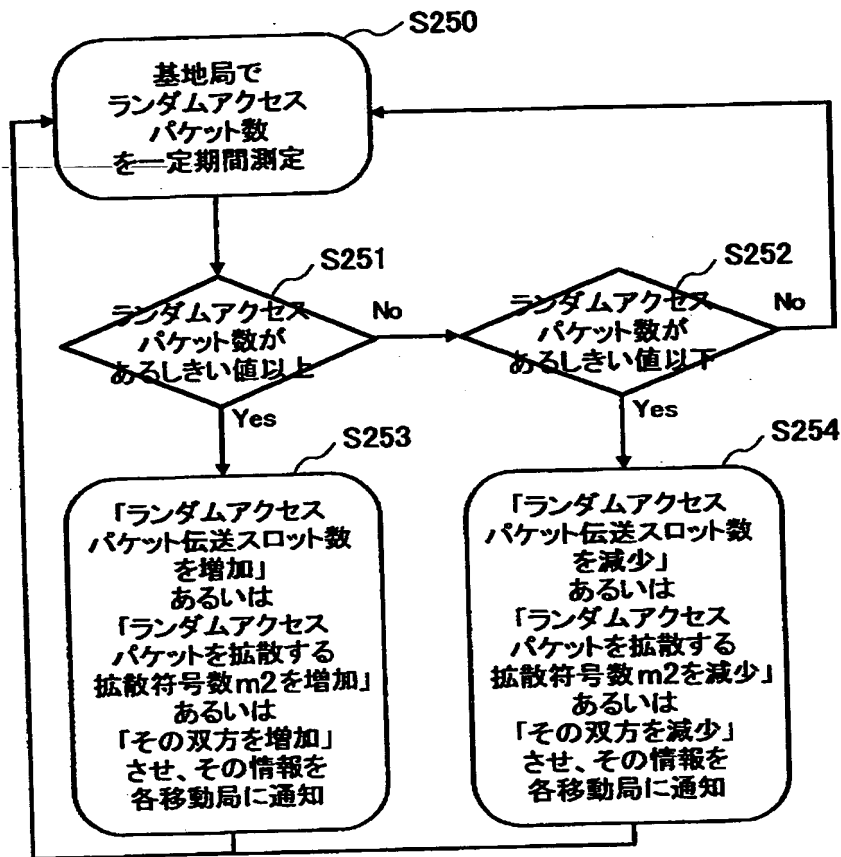 S250
基地局で
ランダムアクセス
パケット数
を一定期間測定
S251
ランダムアクセス
パケット数が
あるしきい値以上
No
Yes
S252
ランダムアクセス
パケット数が
あるしきい値以下
No
Yes
S253
「ランダムアクセス
パケット伝送スロット数
を増加」
あるいは
「ランダムアクセス
パケットを拡散する
拡散符号数m2を増加」
あるいは
「その双方を増加」
させ、その情報を
各移動局に通知
S254
「ランダムアクセス
パケット伝送スロット数
を減少」
あるいは
「ランダムアクセス
パケットを拡散する
拡散符号数m2を減少」
あるいは
「その双方を減少」
させ、その情報を
各移動局に通知